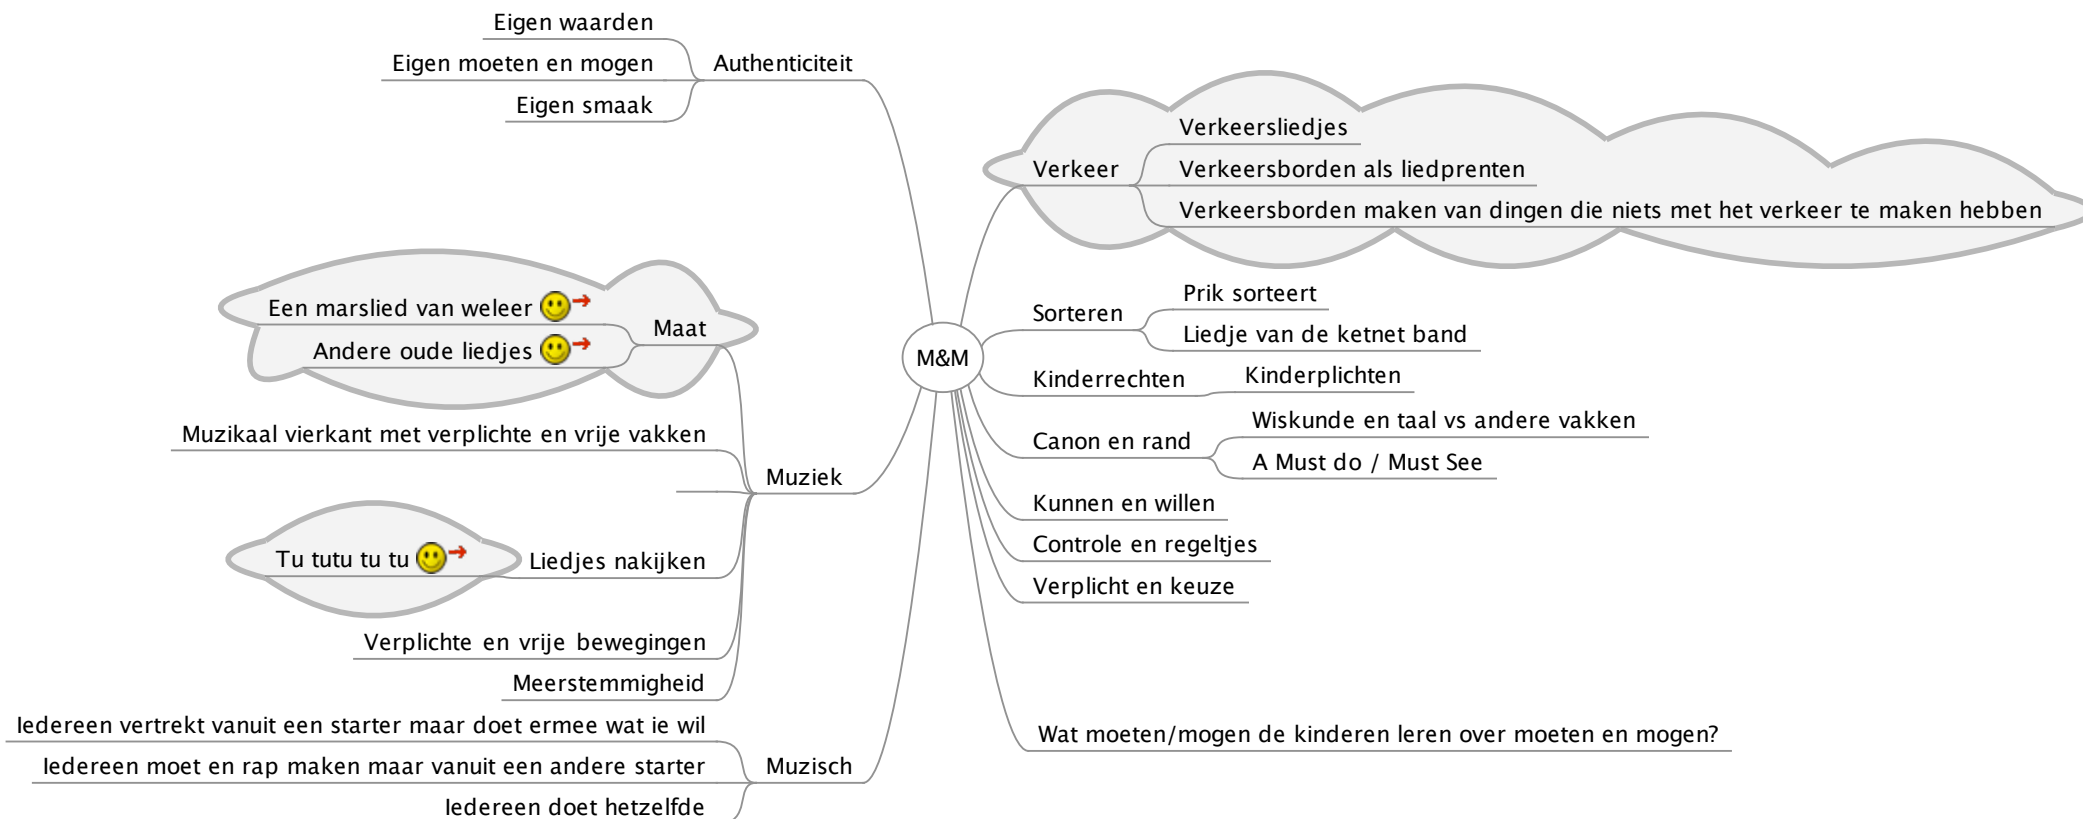 Eigen waarden
Eigen moeten en mogen
Eigen smaak
Authenticiteit
Een marslied van weleer
Andere oude liedjes
Maat
Muzikaal vierkant met verplichte en vrije vakken
Tu tutu tu tu
Liedjes nakijken
Verplichte en vrije bewegingen
Meerstemmigheid
Muziek
Iedereen vertrekt vanuit een starter maar doet ermee wat ie wil
Iedereen moet en rap maken maar vanuit een andere starter
Iedereen doet hetzelfde
Muzisch
M&M
Verkeer
Verkeersliedjes
Verkeersborden als liedprenten
Verkeersborden maken van dingen die niets met het verkeer te maken hebben
Sorteren
Prik sorteert
Liedje van de ketnet band
Kinderrechten
Kinderplichten
Canon en rand
Wiskunde en taal vs andere vakken
A Must do / Must See
Kunnen en willen
Controle en regeltjes
Verplicht en keuze
Wat moeten/mogen de kinderen leren over moeten en mogen?